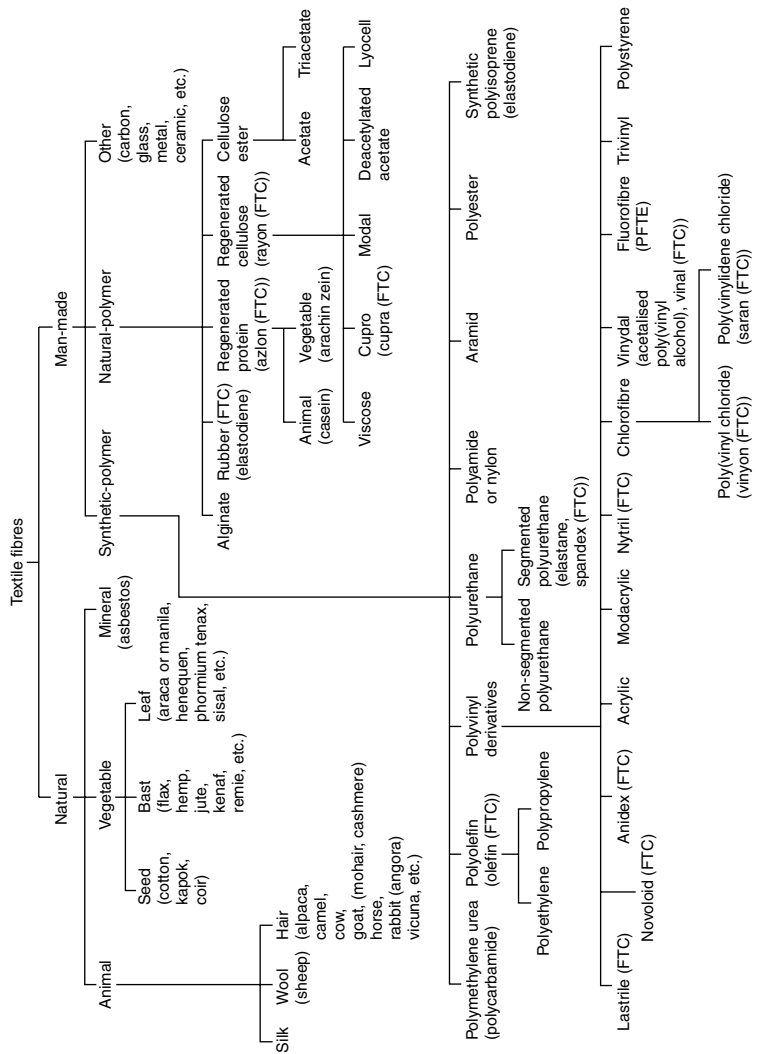 Textile fibres
Natural
Man-made
Animal
Vegetable
Mineral
(asbestos)
Synthetic-polymer
Natural-polymer
Other
(carbon,
glass,
metal,
ceramic, etc.)
Seed
(cotton,
kapok,
coir)
Bast
(flax,
hemp,
jute,
kenaf,
remie, etc.)
Leaf
(araca or manila,
henequen,
phormium tenax,
sisal, etc.)
Alginate
Rubber (FTC)
(elastodiene)
Regenerated
protein
(azlon (FTC))
Regenerated
cellulose
(rayon (FTC))
Cellulose
ester
Silk
Wool
(sheep)
Hair
(alpaca,
camel,
cow,
goat, (mohair, cashmere)
horse,
rabbit (angora)
vicuna, etc.)
Animal
(casein)
Vegetable
(arachin zein)
Acetate
Triacetate
Viscose
Cupro
(cupra (FTC)
Modal
Deacetylated
acetate
Lyocell
Polymethylene urea
(polycarbamide)
Polyolefin
(olefin (FTC))
Polyvinyl
derivatives
Polyurethane
Polyamide
or nylon
Aramid
Polyester
Synthetic
polyisoprene
(elastodiene)
Polyethylene
Polypropylene
Non-segmented
polyurethane
Segmented
polyurethane
(elastane,
spandex (FTC))
Lastrile (FTC)
Novoloid (FTC)
Anidex (FTC)
Acrylic
Modacrylic
Nytril (FTC)
Chlorofibre
Vinydal
(acetalised
poly(vinyl
alcohol), vinal (FTC))
Fluorofibre
(PFTE)
Trivinyl
Polystyrene
Poly(vinyl chloride)
(vinyon (FTC)
Poly(vinylidene chloride)
(saran (FTC))